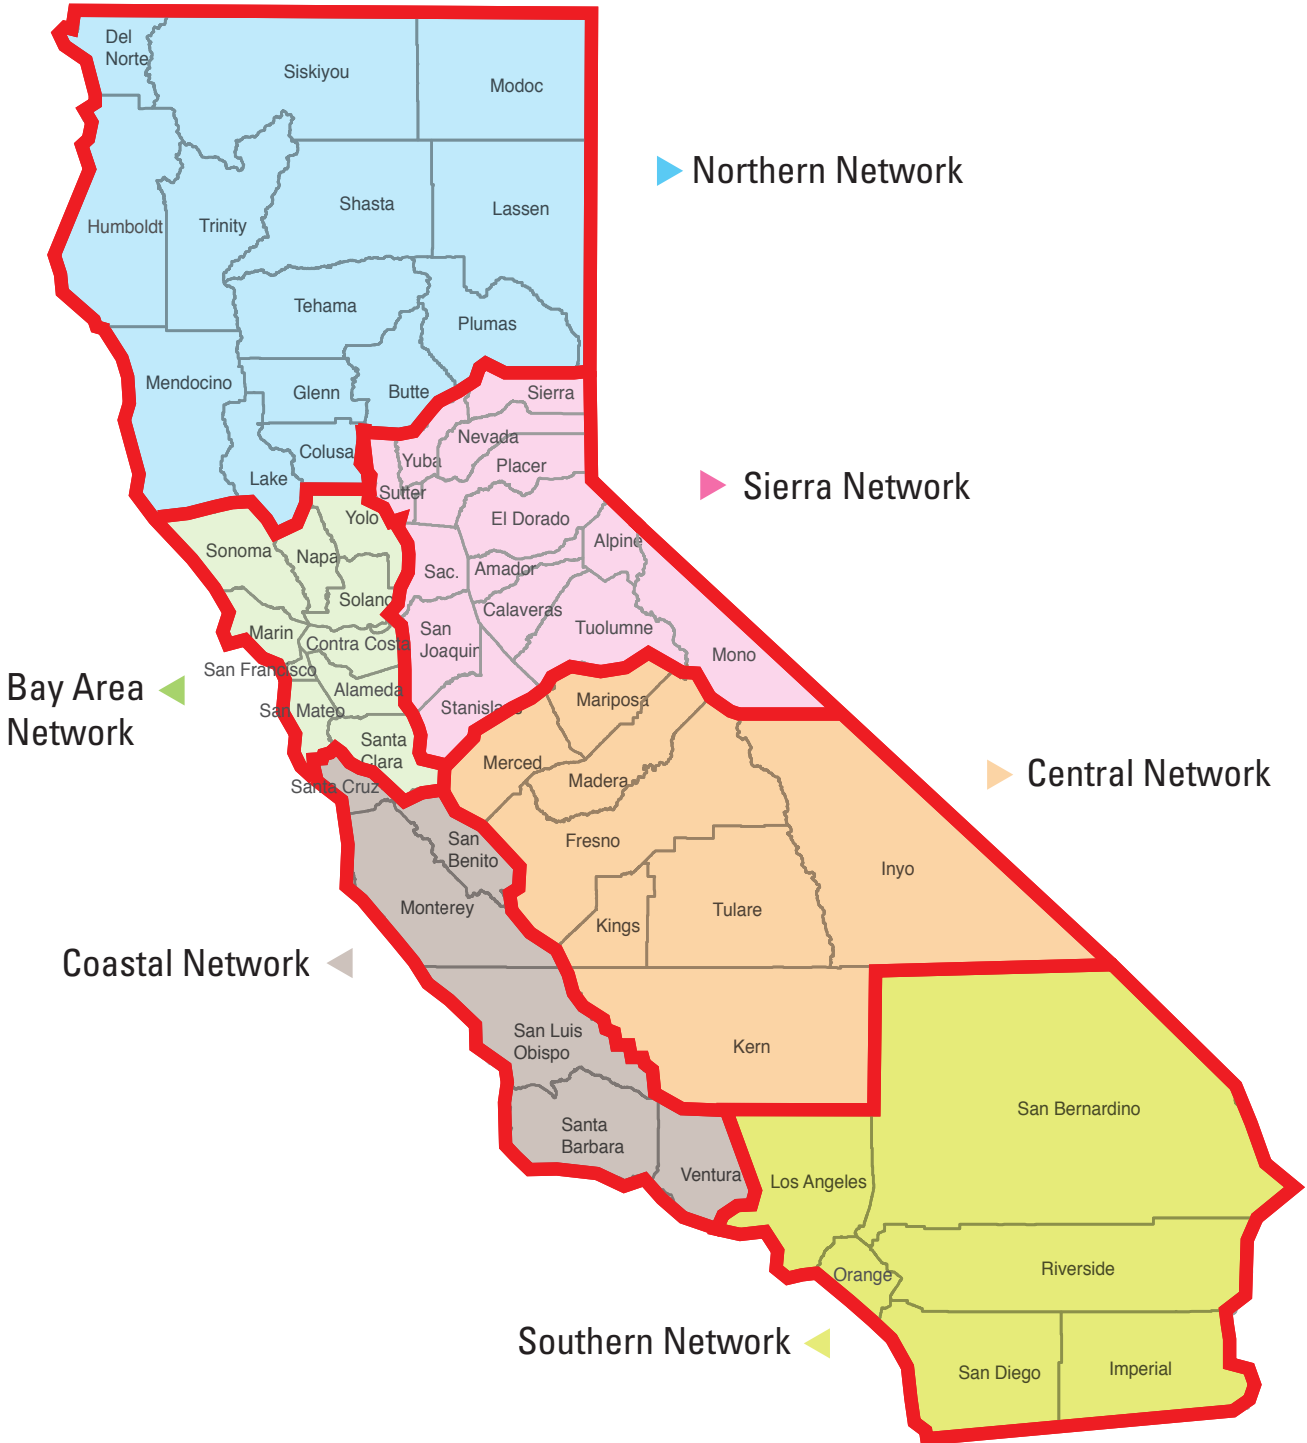 Del
Norte
Siskiyou
Modoc
Northern Network
Humboldt
Trinity
Shasta
Lassen
Tehama
Plumas
Mendocino
Glenn
Butte
Sierra
Colusa
Lake
Nevada
Yuba
Placer
Sutter
Sierra Network
Yolo
El Dorado
Sonoma
Napa
Alpine
Sac.
Amador
Solano
Calaveras
Marin
Contra Costa
San
Joaquin
Tuolumne
Mono
San Francisco
Bay Area
Network
Alameda
San Mateo
Stanislaus
Mariposa
Santa
Clara
Merced
Madera
Central Network
Santa Cruz
San
Benito
Fresno
Inyo
Monterey
Kings
Tulare
Coastal Network
San Luis
Obispo
Kern
Santa
Barbara
San Bernardino
Ventura
Los Angeles
Orange
Riverside
Southern Network
San Diego
Imperial